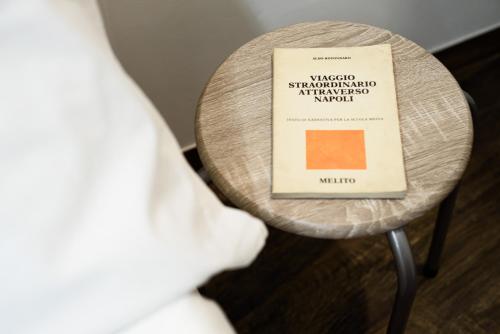 VIAGGIO
STRAORDINARIO
ATTRAVERSO
NAPOLI
TESTO DI NARRATIVA PER LA SCUOLA MEDIA
MELITO